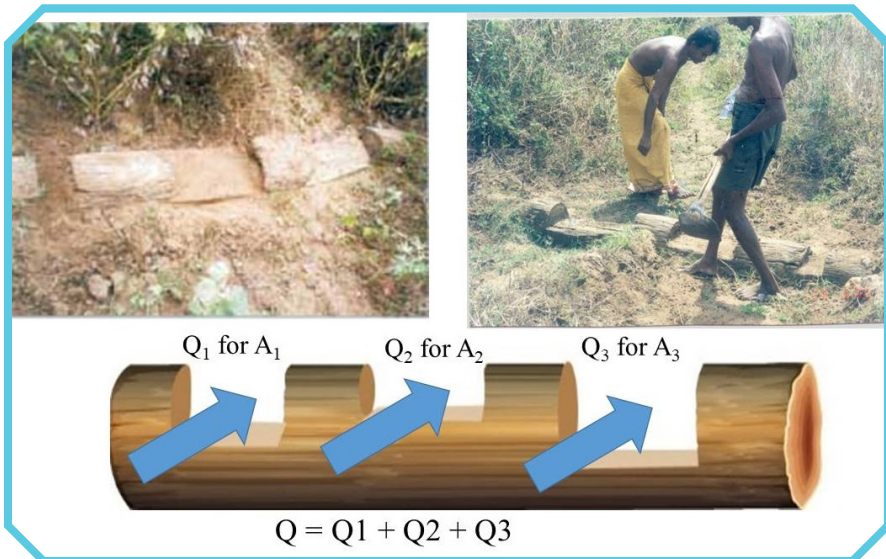 Q₁ for A₁ Q₂ for A₂ Q₃ for A₃
Q = Q1 + Q2 + Q3